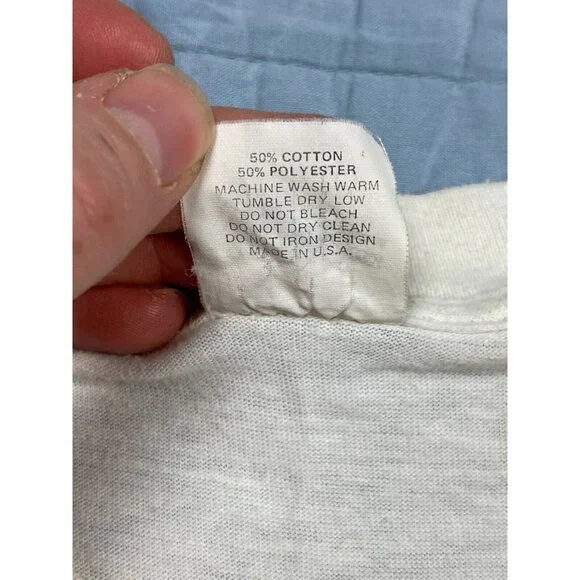 50% COTTON
50% POLYESTER
MACHINE WASH WARM
TUMBLE DRY LOW
DO NOT BLEACH
DO NOT DRY CLEAN
DO NOT IRON DESIGN
MADE IN U.S.A.